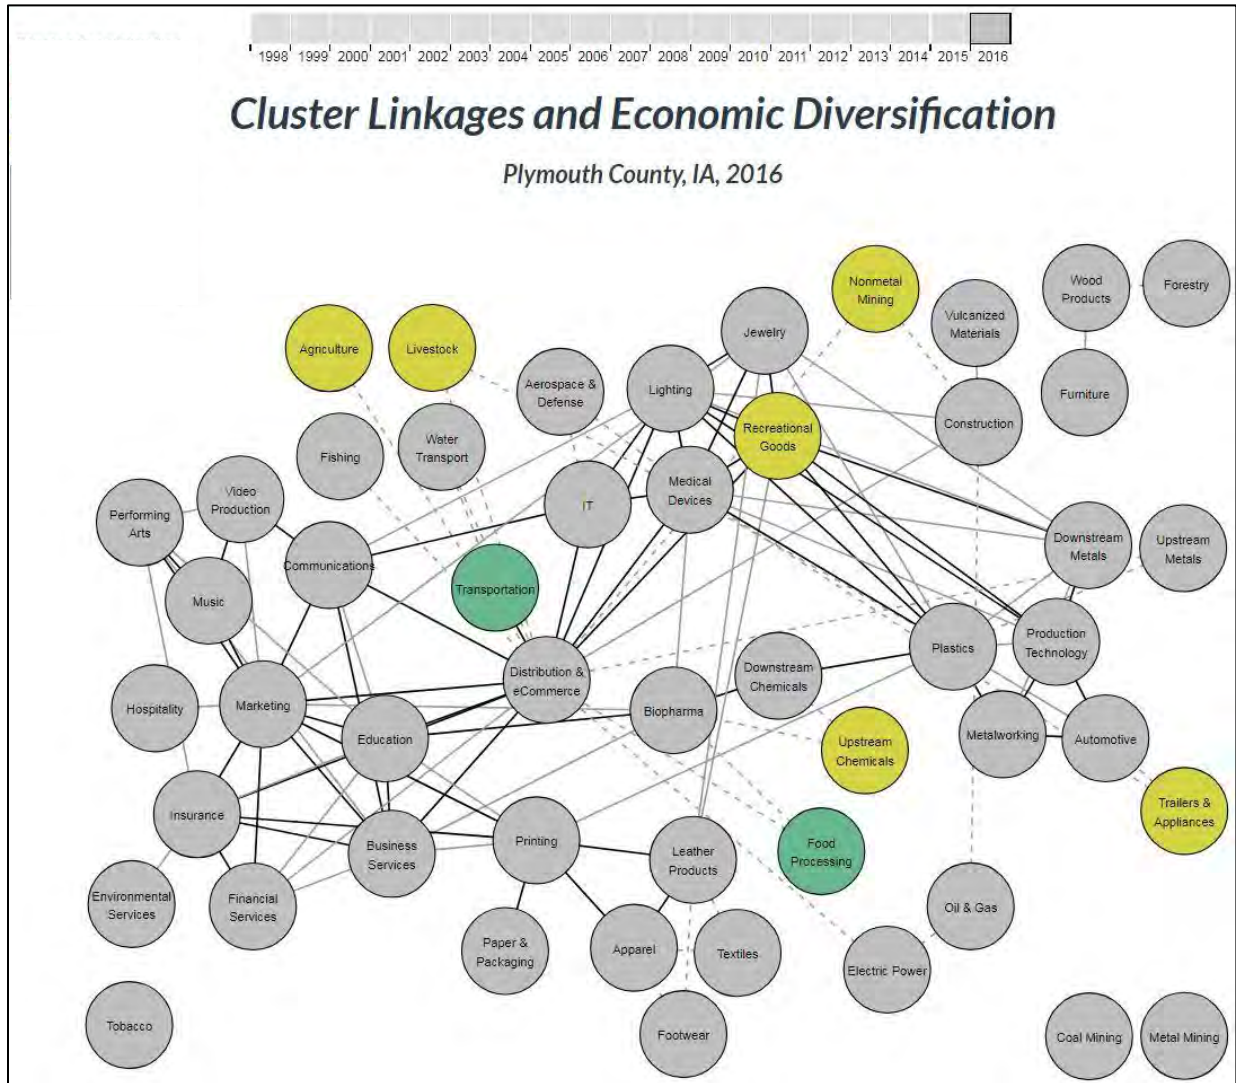 1998 1999 2000 2001 2002 2003 2004 2005 2006 2007 2008 2009 2010 2011 2012 2013 2014 2015 2016
Cluster Linkages and Economic Diversification
Plymouth County, IA, 2016
Nonmetal
Mining
Wood
Products
Forestry
Vulcanized
Materials
Jewelry
Agriculture
Livestock
Aerospace &
Defense
Lighting
Furniture
Recreational
Goods
Construction
Fishing
Water
Transport
Video
Production
Performing
Arts
IT
Medical
Devices
Downstream
Metals
Upstream
Metals
Communications
Transportation
Music
Plastics
Production
Technology
Distribution &
eCommerce
Downstream
Chemicals
Hospitality
Marketing
Biopharma
Education
Upstream
Chemicals
Metalworking
Automotive
Insurance
Trailers &
Appliances
Business
Services
Printing
Leather
Products
Food
Processing
Environmental
Services
Financial
Services
Oil & Gas
Paper &
Packaging
Apparel
Textiles
Electric Power
Tobacco
Footwear
Coal Mining
Metal Mining